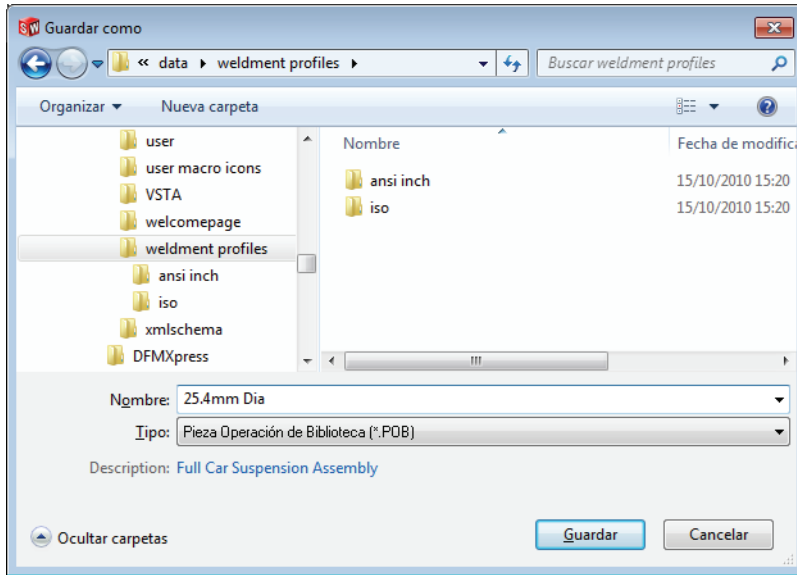 SW Guardar como
« data ▸ weldment profiles ▸ Buscar weldment profiles
Organizar Nueva carpeta
user
user macro icons
VSTA
welcomepage
weldment profiles
ansi inch
iso
xmlschema
DFMXpress
Nombre Fecha de modifica
ansi inch 15/10/2010 15:20
iso 15/10/2010 15:20
Nombre: 25.4mm Dia
Tipo: Pieza Operación de Biblioteca (*.POB)
Description: Full Car Suspension Assembly
Ocultar carpetas Guardar Cancelar